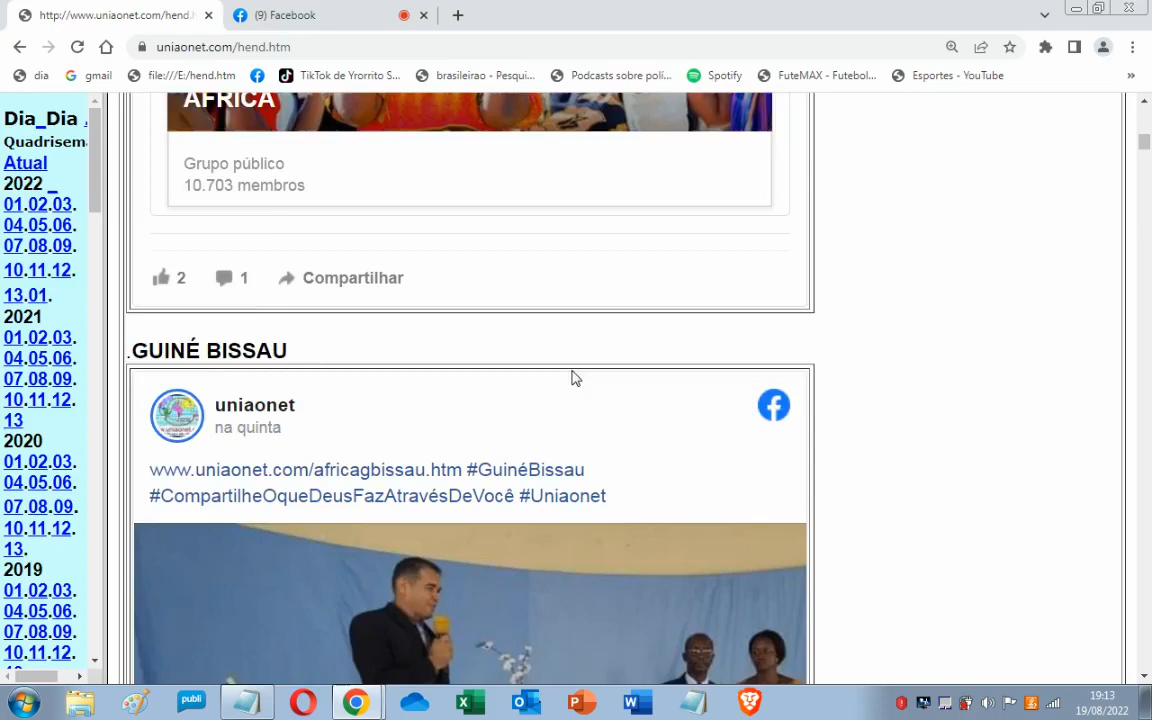 http://www.uniaonet.com/hend.h
(9) Facebook
uniaonet.com/hend.htm
dia
gmail
file:///E:/hend.htm
TikTok de Yrorrito S...
brasileirao - Pesqui...
Podcasts sobre polí...
Spotify
FuteMAX - Futebol...
Esportes - YouTube
»
Dia_Dia
Quadrisem
Atual
2022 _
01.02.03.
04.05.06.
07.08.09.
10.11.12.
13.01.
2021
01.02.03.
04.05.06.
07.08.09.
10.11.12.
13
2020
01.02.03.
04.05.06.
07.08.09.
10.11.12.
13.
2019
01.02.03.
04.05.06.
07.08.09.
10.11.12.
ÁFRICA
Grupo público
10.703 membros
2
1
Compartilhar
.GUINÉ BISSAU
uniaonet
na quinta
www.uniaonet.com/africagbissau.htm #GuinéBissau
#CompartilheOqueDeusFazAtravésDeVocê #Uniaonet
publi
19:13
19/08/2022